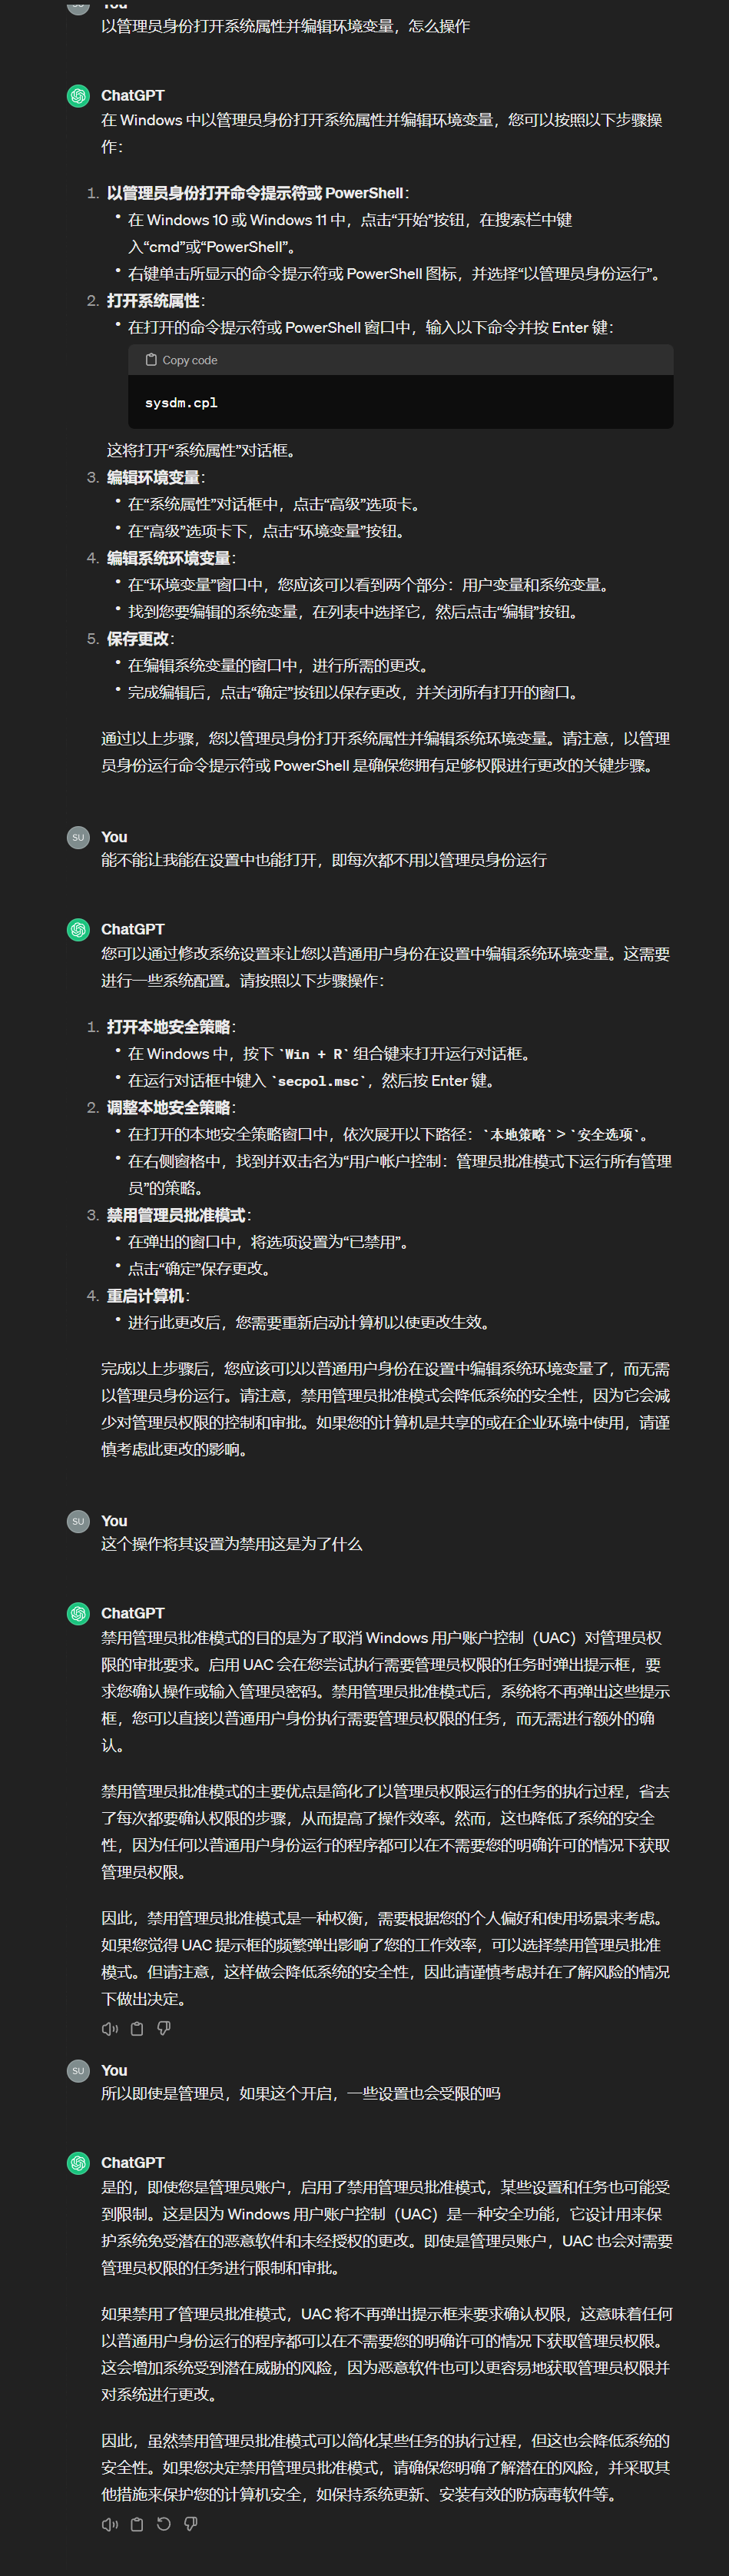 You
以管理员身份打开系统属性并编辑环境变量，怎么操作
ChatGPT
在 Windows 中以管理员身份打开系统属性并编辑环境变量，您可以按照以下步骤操
作：
1. 以管理员身份打开命令提示符或 PowerShell：
• 在 Windows 10 或 Windows 11 中，点击“开始”按钮，在搜索栏中键
入“cmd”或“PowerShell”。
• 右键单击所显示的命令提示符或 PowerShell 图标，并选择“以管理员身份运行”。
2. 打开系统属性：
• 在打开的命令提示符或 PowerShell 窗口中，输入以下命令并按 Enter 键：
Copy code
sysdm.cpl
这将打开“系统属性”对话框。
3. 编辑环境变量：
• 在“系统属性”对话框中，点击“高级”选项卡。
• 在“高级”选项卡下，点击“环境变量”按钮。
4. 编辑系统环境变量：
• 在“环境变量”窗口中，您应该可以看到两个部分：用户变量和系统变量。
• 找到您要编辑的系统变量，在列表中选择它，然后点击“编辑”按钮。
5. 保存更改：
• 在编辑系统变量的窗口中，进行所需的更改。
• 完成编辑后，点击“确定”按钮以保存更改，并关闭所有打开的窗口。
通过以上步骤，您以管理员身份打开系统属性并编辑系统环境变量。请注意，以管理
员身份运行命令提示符或 PowerShell 是确保您拥有足够权限进行更改的关键步骤。
SU You
能不能让我能在设置中也能打开，即每次都不用以管理员身份运行
ChatGPT
您可以通过修改系统设置来让您以普通用户身份在设置中编辑系统环境变量。这需要
进行一些系统配置。请按照以下步骤操作：
1. 打开本地安全策略：
• 在 Windows 中，按下 `Win + R` 组合键来打开运行对话框。
• 在运行对话框中键入 `secpol.msc`，然后按 Enter 键。
2. 调整本地安全策略：
• 在打开的本地安全策略窗口中，依次展开以下路径：`本地策略` > `安全选项`。
• 在右侧窗格中，找到并双击名为“用户帐户控制：管理员批准模式下运行所有管理
员”的策略。
3. 禁用管理员批准模式：
• 在弹出的窗口中，将选项设置为“已禁用”。
• 点击“确定”保存更改。
4. 重启计算机：
• 进行此更改后，您需要重新启动计算机以使更改生效。
完成以上步骤后，您应该可以以普通用户身份在设置中编辑系统环境变量了，而无需
以管理员身份运行。请注意，禁用管理员批准模式会降低系统的安全性，因为它会减
少对管理员权限的控制和审批。如果您的计算机是共享的或在企业环境中使用，请谨
慎考虑此更改的影响。
SU You
这个操作将其设置为禁用这是为了什么
ChatGPT
禁用管理员批准模式的目的是为了取消 Windows 用户账户控制（UAC）对管理员权
限的审批要求。启用 UAC 会在您尝试执行需要管理员权限的任务时弹出提示框，要
求您确认操作或输入管理员密码。禁用管理员批准模式后，系统将不再弹出这些提示
框，您可以直接以普通用户身份执行需要管理员权限的任务，而无需进行额外的确
认。
禁用管理员批准模式的主要优点是简化了以管理员权限运行的任务的执行过程，省去
了每次都要确认权限的步骤，从而提高了操作效率。然而，这也降低了系统的安全
性，因为任何以普通用户身份运行的程序都可以在不需要您的明确许可的情况下获取
管理员权限。
因此，禁用管理员批准模式是一种权衡，需要根据您的个人偏好和使用场景来考虑。
如果您觉得 UAC 提示框的频繁弹出影响了您的工作效率，可以选择禁用管理员批准
模式。但请注意，这样做会降低系统的安全性，因此请谨慎考虑并在了解风险的情况
下做出决定。
SU You
所以即使是管理员，如果这个开启，一些设置也会受限的吗
ChatGPT
是的，即使您是管理员账户，启用了禁用管理员批准模式，某些设置和任务也可能受
到限制。这是因为 Windows 用户账户控制（UAC）是一种安全功能，它设计用来保
护系统免受潜在的恶意软件和未经授权的更改。即使是管理员账户，UAC 也会对需要
管理员权限的任务进行限制和审批。
如果禁用了管理员批准模式，UAC 将不再弹出提示框来要求确认权限，这意味着任何
以普通用户身份运行的程序都可以在不需要您的明确许可的情况下获取管理员权限。
这会增加系统受到潜在威胁的风险，因为恶意软件也可以更容易地获取管理员权限并
对系统进行更改。
因此，虽然禁用管理员批准模式可以简化某些任务的执行过程，但这也会降低系统的
安全性。如果您决定禁用管理员批准模式，请确保您明确了解潜在的风险，并采取其
他措施来保护您的计算机安全，如保持系统更新、安装有效的防病毒软件等。